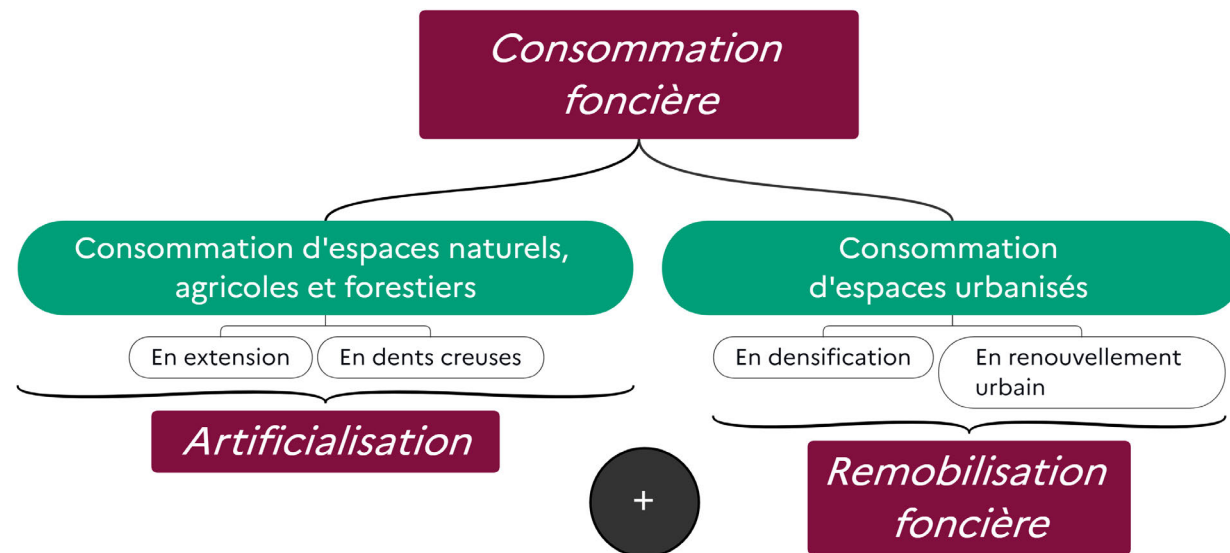 Consommation
foncière
Consommation d'espaces naturels,
agricoles et forestiers
Consommation
d'espaces urbanisés
En extension
En dents creuses
En densification
En renouvellement
urbain
Artificialisation
+
Remobilisation
foncière